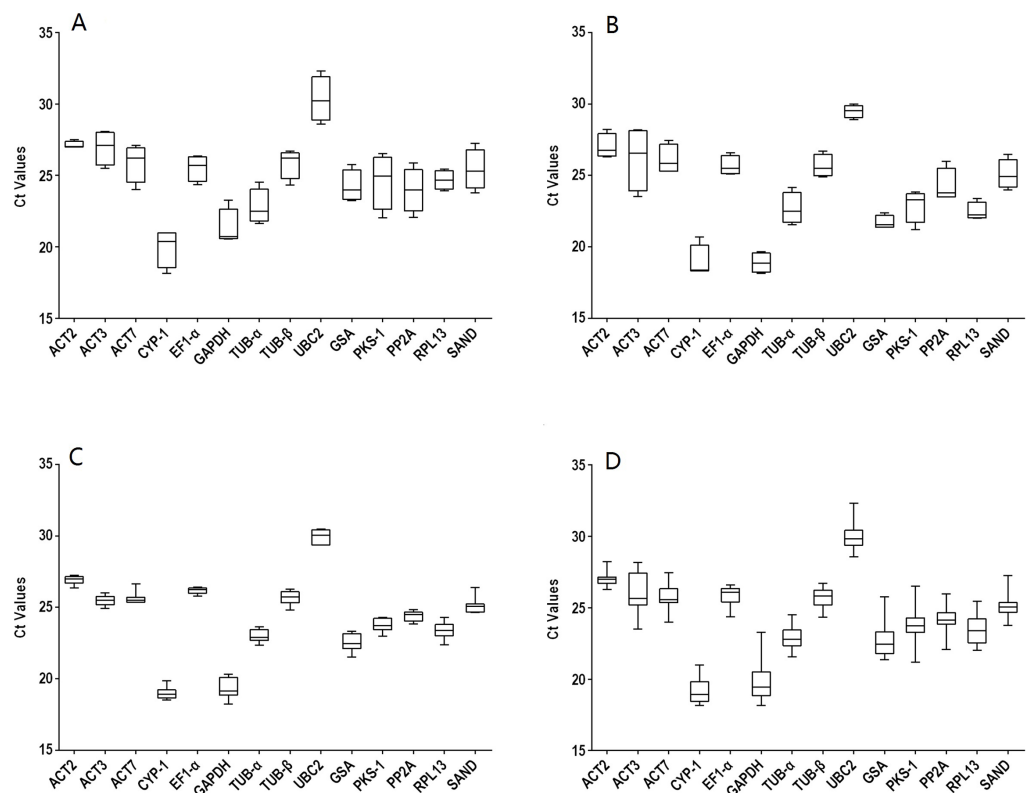 A
Ct Values
35
30
25
20
15
ACT2 ACT3 ACT7 CYP-1 EF1-α GAPDH TUB-α TUB-β UBC2 GSA PKS-1 PP2A RPL13 SAND
B
Ct Values
35
30
25
20
15
ACT2 ACT3 ACT7 CYP-1 EF1-α GAPDH TUB-α TUB-β UBC2 GSA PKS-1 PP2A RPL13 SAND
C
Ct Values
35
30
25
20
15
ACT2 ACT3 ACT7 CYP-1 EF1-α GAPDH TUB-α TUB-β UBC2 GSA PKS-1 PP2A RPL13 SAND
D
Ct Values
35
30
25
20
15
ACT2 ACT3 ACT7 CYP-1 EF1-α GAPDH TUB-α TUB-β UBC2 GSA PKS-1 PP2A RPL13 SAND